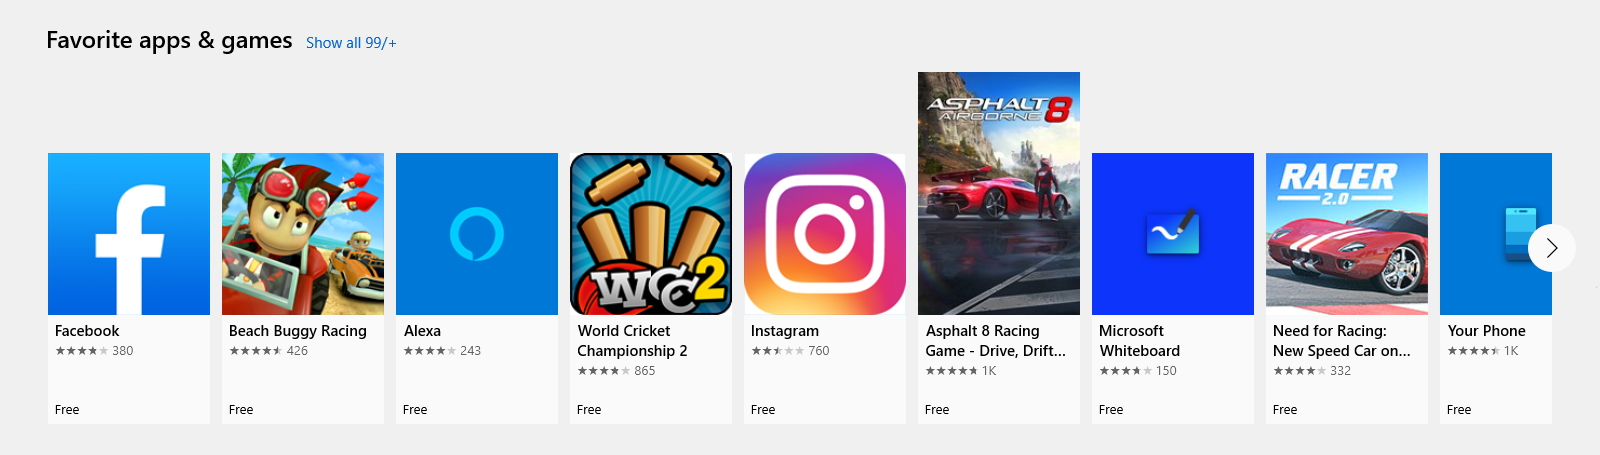 Favorite apps & games Show all 99/+
ASPHALT 8
AIRBORNE
RACER
2.0
WCC2
Facebook
380
Free
Beach Buggy Racing
426
Free
Alexa
243
Free
World Cricket
Championship 2
865
Free
Instagram
760
Free
Asphalt 8 Racing
Game - Drive, Drift...
1K
Free
Microsoft
Whiteboard
150
Free
Need for Racing:
New Speed Car on...
332
Free
Your Phone
1K
Free